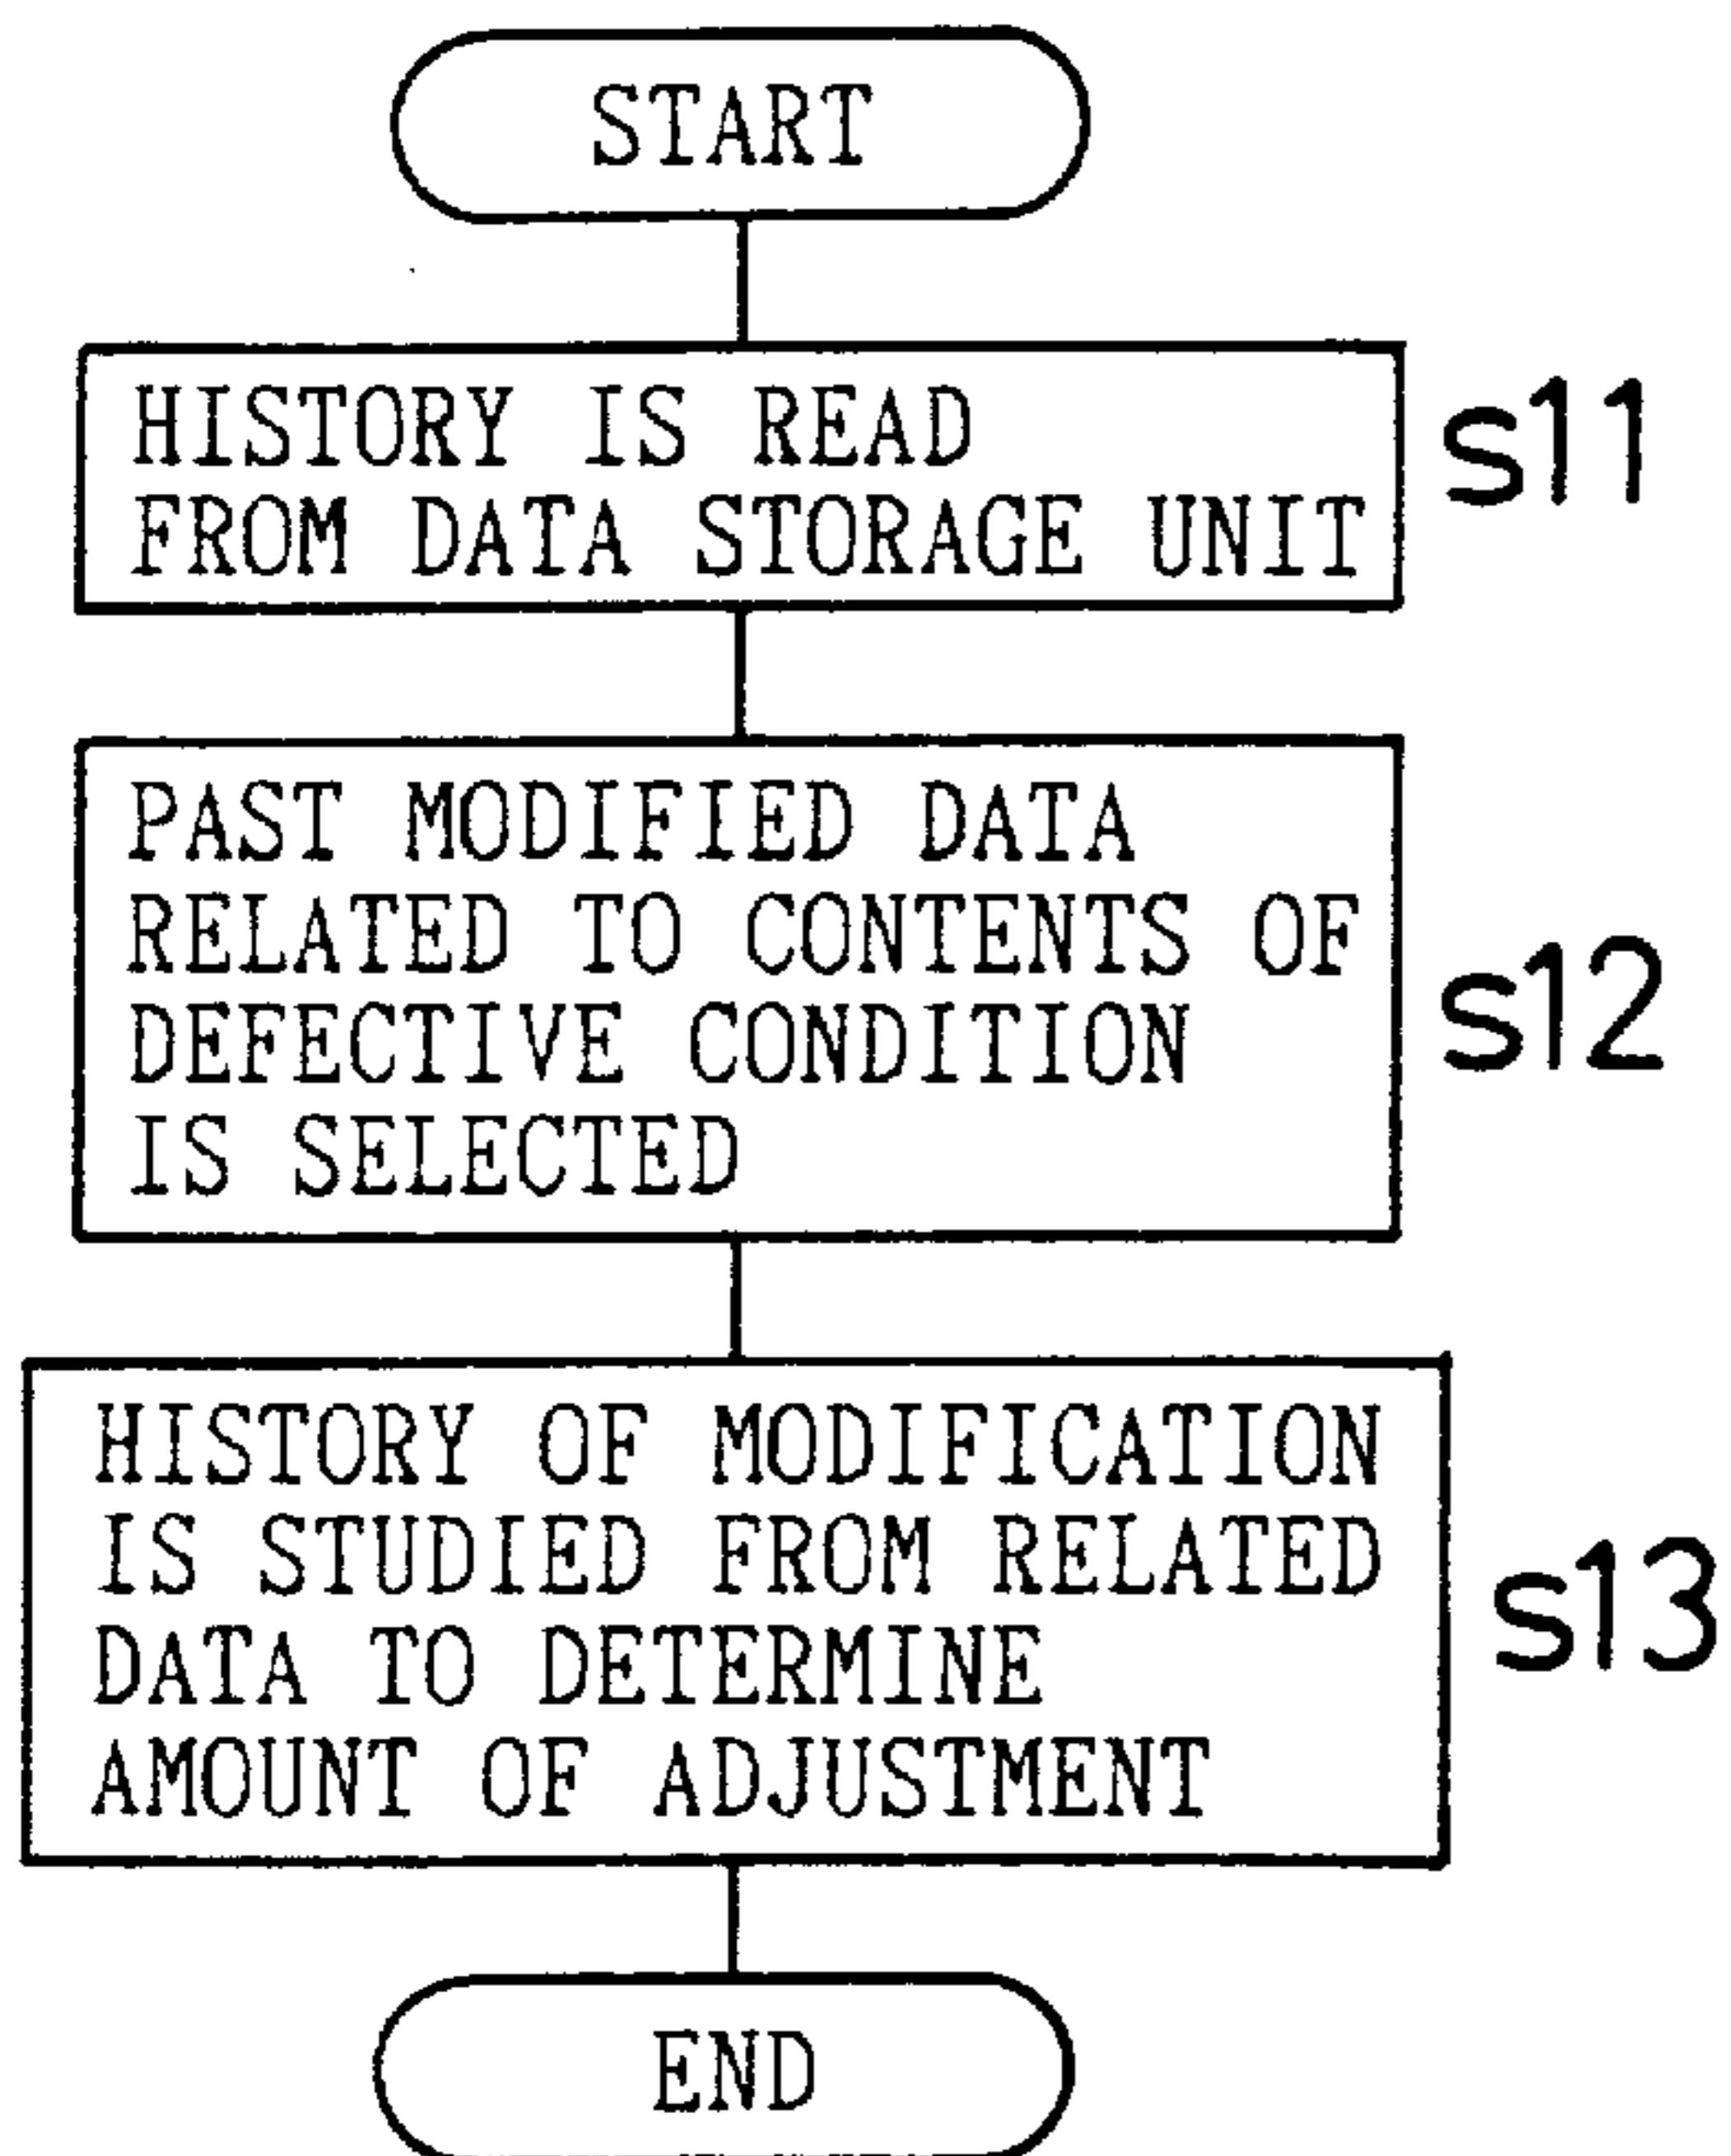 START
HISTORY IS READ
FROM DATA STORAGE UNIT
s11
PAST MODIFIED DATA
RELATED TO CONTENTS OF
DEFECTIVE CONDITION
IS SELECTED
s12
HISTORY OF MODIFICATION
IS STUDIED FROM RELATED
DATA TO DETERMINE
AMOUNT OF ADJUSTMENT
s13
END